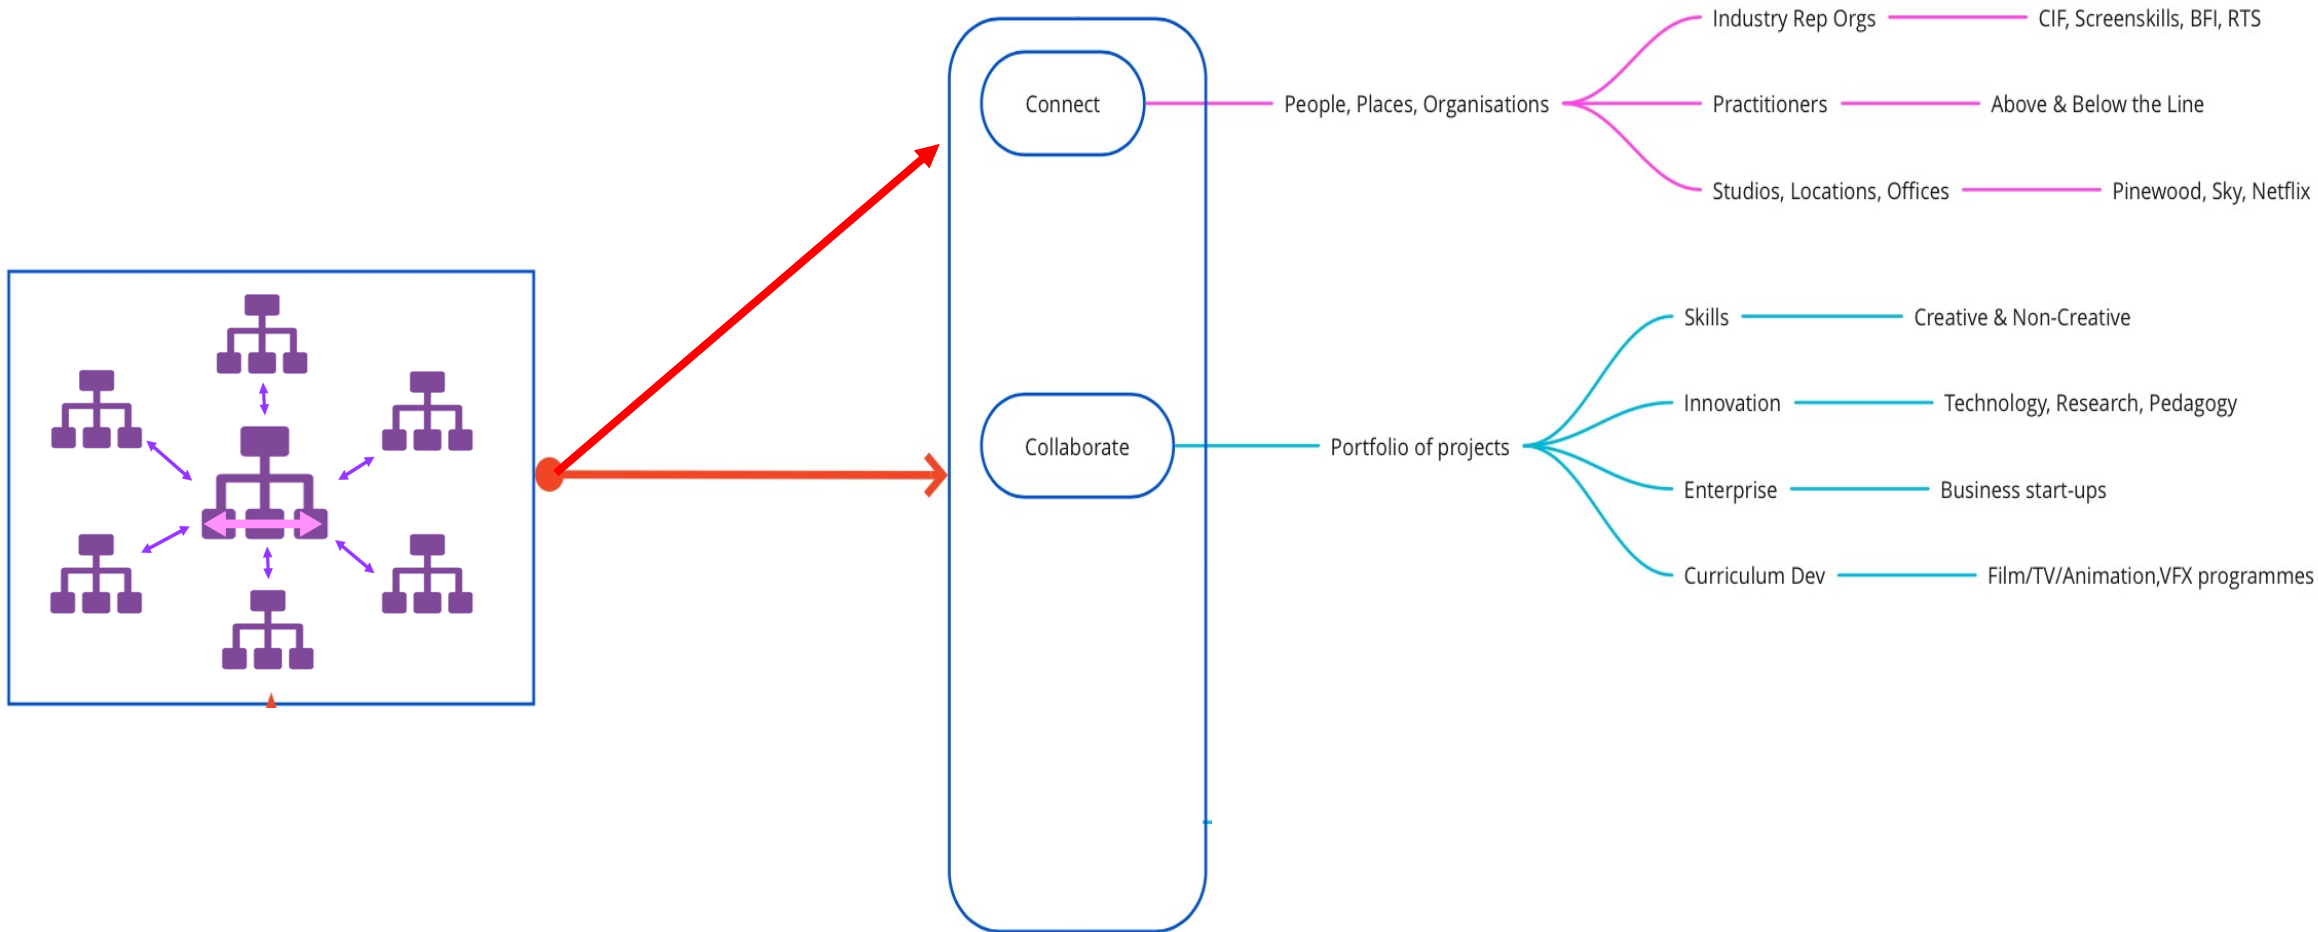 Industry Rep Orgs
CIF, Screenskills, BFI, RTS
Connect
People, Places, Organisations
Practitioners
Above & Below the Line
Studios, Locations, Offices
Pinewood, Sky, Netflix
Skills
Creative & Non-Creative
Innovation
Technology, Research, Pedagogy
Collaborate
Portfolio of projects
Enterprise
Business start-ups
Curriculum Dev
Film/TV/Animation,VFX programmes